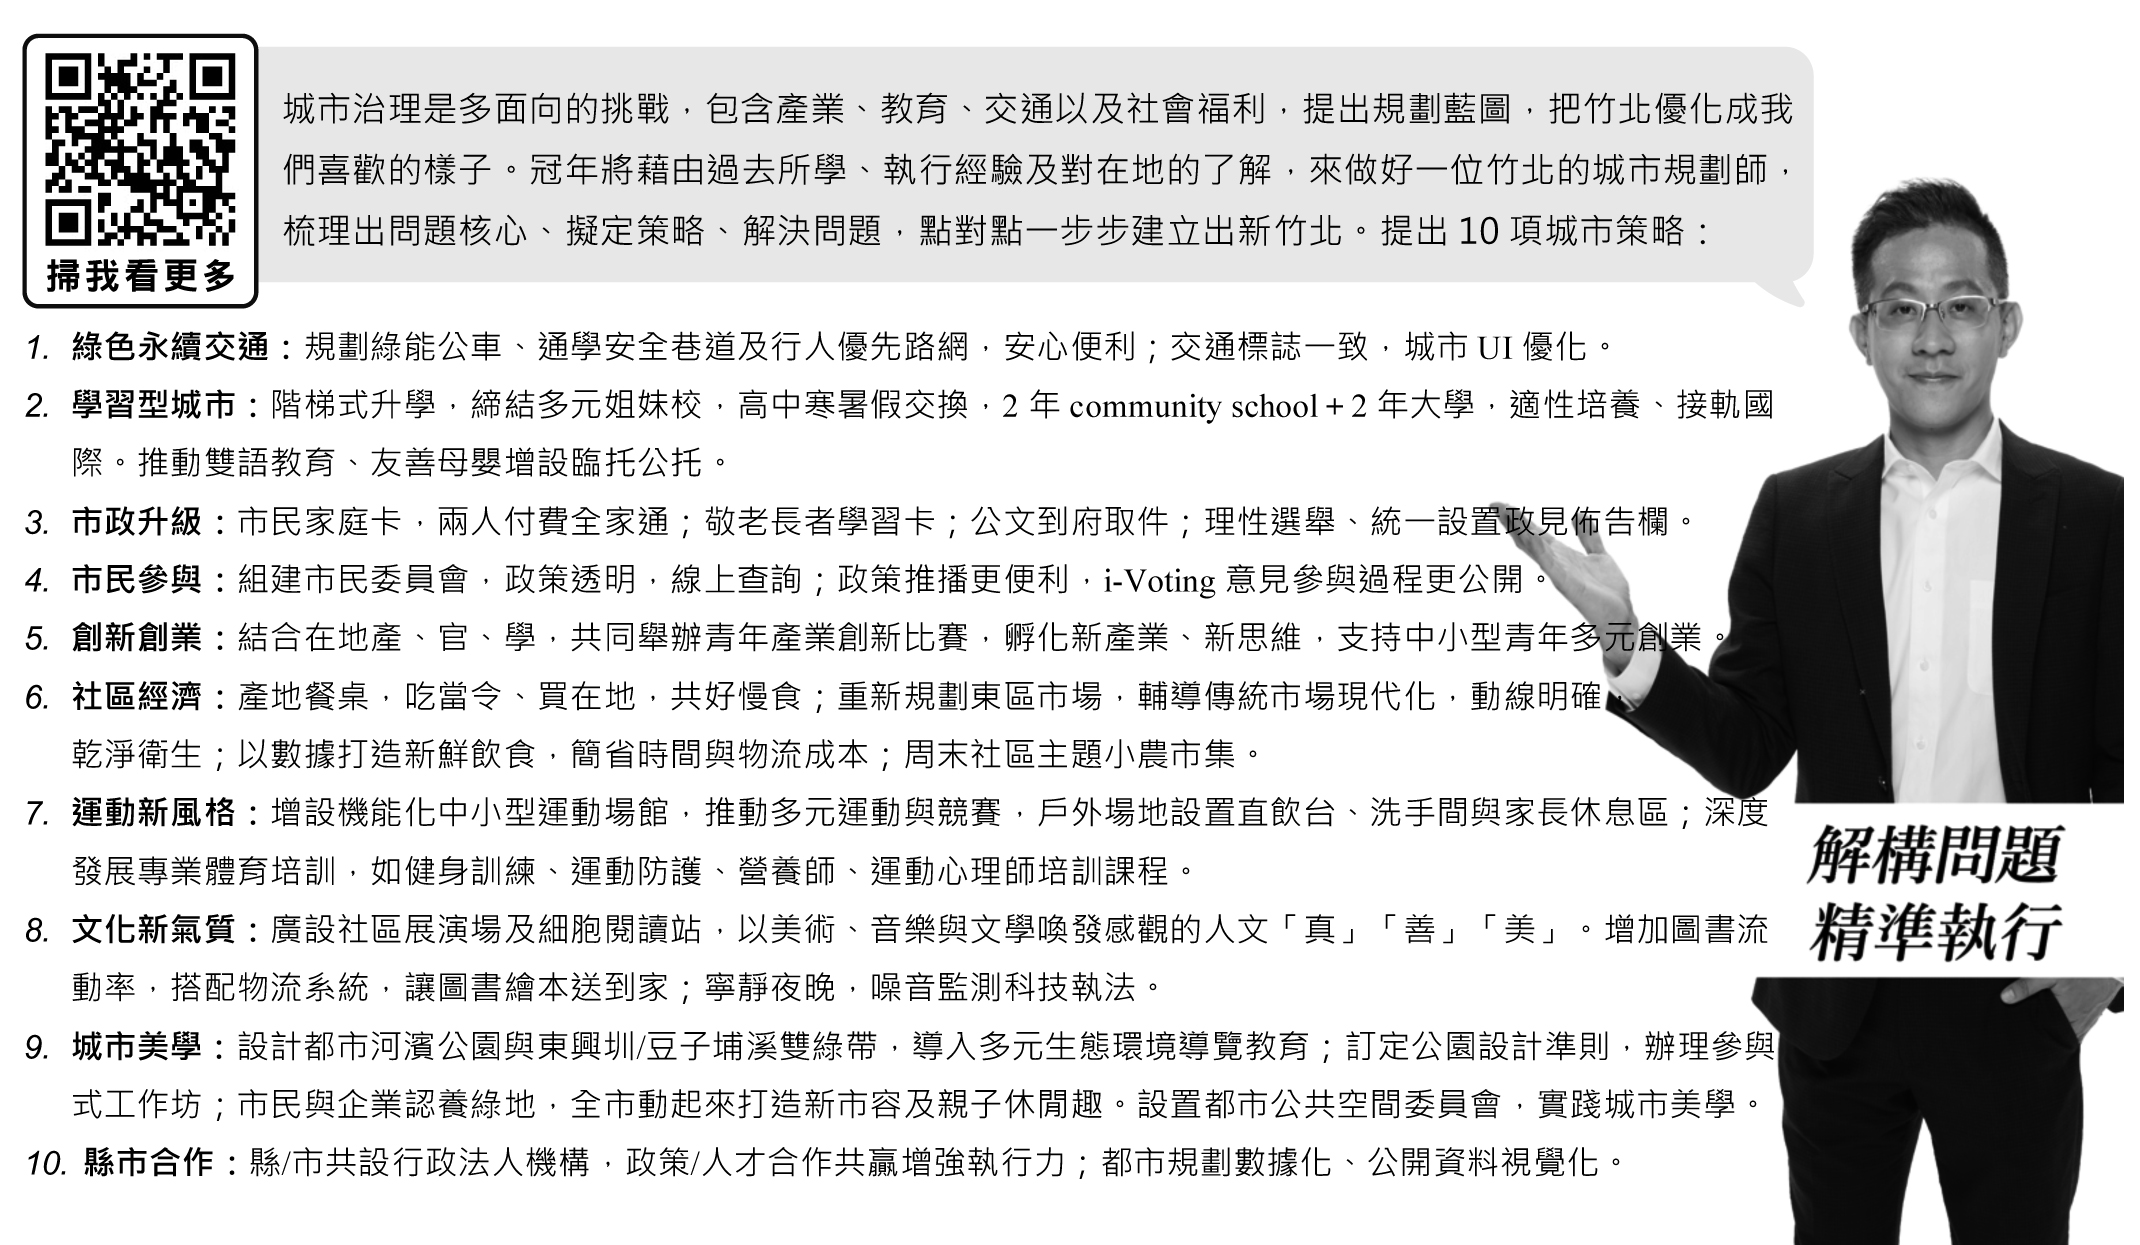 掃我看更多
城市治理是多面向的挑戰，包含產業、教育、交通以及社會福利，提出規劃藍圖，把竹北優化成我
們喜歡的樣子。冠年將藉由過去所學、執行經驗及對在地的了解，來做好一位竹北的城市規劃師，
梳理出問題核心、擬定策略、解決問題，點對點一步步建立出新竹北。提出 10 項城市策略：
1. 綠色永續交通：規劃綠能公車、通學安全巷道及行人優先路網，安心便利；交通標誌一致，城市 UI 優化。
2. 學習型城市：階梯式升學，締結多元姐妹校，高中寒暑假交換，2 年 community school + 2 年大學，適性培養、接軌國
際。推動雙語教育、友善母嬰增設臨托公托。
3. 市政升級：市民家庭卡，兩人付費全家通；敬老長者學習卡；公文到府取件；理性選舉、統一設置政見佈告欄。
4. 市民參與：組建市民委員會，政策透明，線上查詢；政策推播更便利，i-Voting 意見參與過程更公開。
5. 創新創業：結合在地產、官、學，共同舉辦青年產業創新比賽，孵化新產業、新思維，支持中小型青年多元創業。
6. 社區經濟：產地餐桌，吃當令、買在地，共好慢食；重新規劃東區市場，輔導傳統市場現代化，動線明確，
乾淨衛生；以數據打造新鮮飲食，簡省時間與物流成本；周末社區主題小農市集。
7. 運動新風格：增設機能化中小型運動場館，推動多元運動與競賽，戶外場地設置直飲台、洗手間與家長休息區；深度
發展專業體育培訓，如健身訓練、運動防護、營養師、運動心理師培訓課程。
8. 文化新氣質：廣設社區展演場及細胞閱讀站，以美術、音樂與文學喚發感觀的人文「真」「善」「美」。增加圖書流
動率，搭配物流系統，讓圖書繪本送到家；寧靜夜晚，噪音監測科技執法。
9. 城市美學：設計都市河濱公園與東興圳/豆子埔溪雙綠帶，導入多元生態環境導覽教育；訂定公園設計準則，辦理參與
式工作坊；市民與企業認養綠地，全市動起來打造新市容及親子休閒趣。設置都市公共空間委員會，實踐城市美學。
10. 縣市合作：縣/市共設行政法人機構，政策/人才合作共贏增強執行力；都市規劃數據化、公開資料視覺化。
解構問題
精準執行